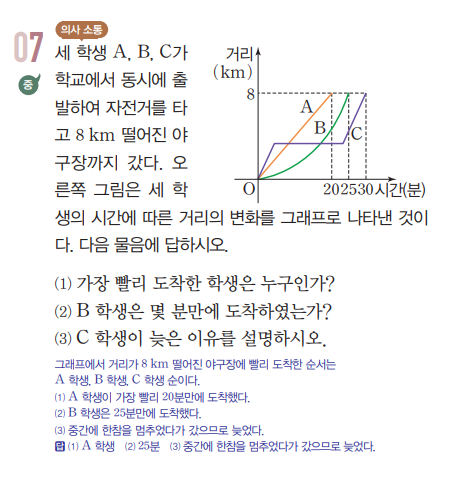 의사 소통
07
중
세 학생 A, B, C가
학교에서 동시에 출
발하여 자전거를 타
고 8 km 떨어진 야
구장까지 갔다. 오
른쪽 그림은 세 학
거리
(km)
8
A
B
C
O
20 25 30 시간(분)
생의 시간에 따른 거리의 변화를 그래프로 나타낸 것이
다. 다음 물음에 답하시오.
⑴ 가장 빨리 도착한 학생은 누구인가?
⑵ B 학생은 몇 분만에 도착하였는가?
⑶ C 학생이 늦은 이유를 설명하시오.
그래프에서 거리가 8 km 떨어진 야구장에 빨리 도착한 순서는
A 학생, B 학생, C 학생 순이다.
⑴ A 학생이 가장 빨리 20분만에 도착했다.
⑵ B 학생은 25분만에 도착했다.
⑶ 중간에 한참을 멈추었다가 갔으므로 늦었다.
답 ⑴ A 학생 ⑵ 25분 ⑶ 중간에 한참을 멈추었다가 갔으므로 늦었다.